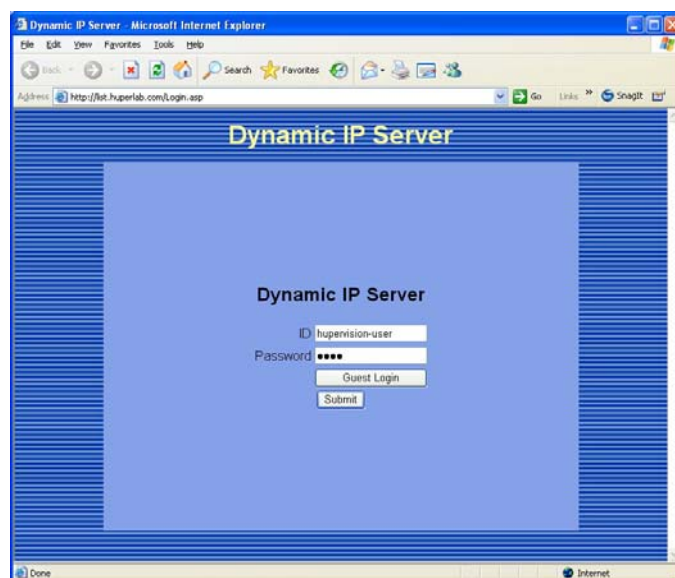 Dynamic IP Server - Microsoft Internet Explorer
File Edit View Favorites Tools Help
Back Search Favorites
Address http://list.huperlab.com/Login.asp Go Links » SnagIt
Dynamic IP Server
Dynamic IP Server
ID hupervision-user
Password ●●●●
Guest Login
Submit
Done Internet